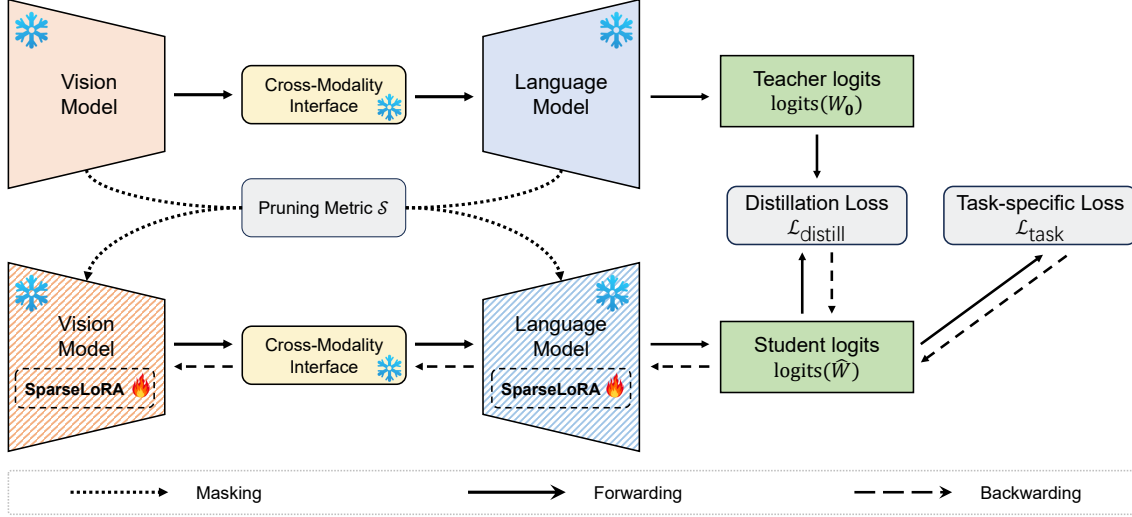 Vision
Model
Cross-Modality
Interface
Language
Model
Teacher logits
logits(W₀)
Pruning Metric 𝒮
Distillation Loss
ℒdistill
Task-specific Loss
ℒtask
Vision
Model
SparseLoRA
Cross-Modality
Interface
Language
Model
SparseLoRA
Student logits
logits(Ŵ)
Masking
Forwarding
Backwarding